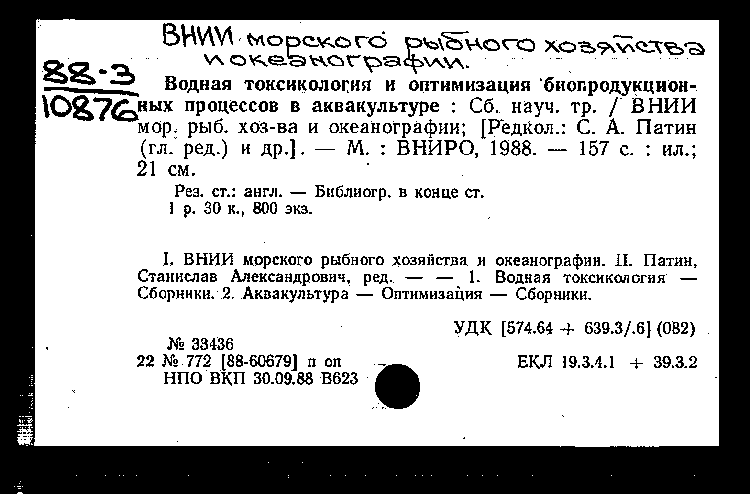 ВНИИ морского рыбного хозяйства
и океанографии.
88-3
10876
Водная токсикология и оптимизация биопродукцион-
ных процессов в аквакультуре : Сб. науч. тр. / ВНИИ
мор. рыб. хоз-ва и океанографии; [Редкол.: С. А. Патин
(гл. ред.) и др.]. — М. : ВНИРО, 1988. — 157 с. : ил.;
21 см.
Рез. ст.: англ. — Библиогр. в конце ст.
1 р. 30 к., 800 экз.
I. ВНИИ морского рыбного хозяйства и океанографии. II. Патин,
Станислав Александрович, ред. — — 1. Водная токсикология —
Сборники. 2. Аквакультура — Оптимизация — Сборники.
УДК [574.64 + 639.3/.6] (082)
№ 33436
22 № 772 [88-60679] п оп
ЕКЛ 19.3.4.1 + 39.3.2
НПО ВКП 30.09.88 В623